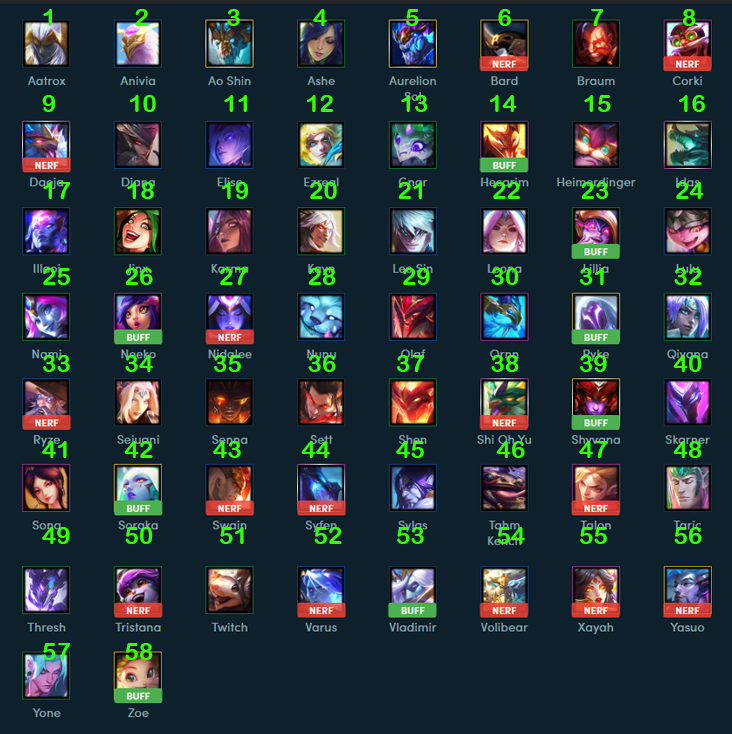 1 2 3 4 5 6 7 8
NERF NERF
Aatrox Anivia Ao Shin Ashe Aurelion Sol Bard Braum Corki
9 10 11 12 13 14 15 16
NERF BUFF
Daeja Diana Elise Ezreal Gnar Hecarim Heimerdinger Idas
17 18 19 20 21 22 23 24
BUFF
Illaoi Jinx Karma Kayn Lee Sin Leona Lillia Lulu
25 26 27 28 29 30 31 32
BUFF NERF BUFF
Nami Neeko Nidalee Nunu Olaf Ornn Pyke Qiyana
33 34 35 36 37 38 39 40
NERF NERF BUFF
Ryze Sejuani Senna Sett Shen Shi Oh Yu Shyvana Skarner
41 42 43 44 45 46 47 48
BUFF NERF NERF NERF
Sona Soraka Swain Syfen Sylas Tahm Kench Talon Taric
49 50 51 52 53 54 55 56
NERF NERF BUFF NERF NERF NERF
Thresh Tristana Twitch Varus Vladimir Volibear Xayah Yasuo
57 58
BUFF
Yone Zoe